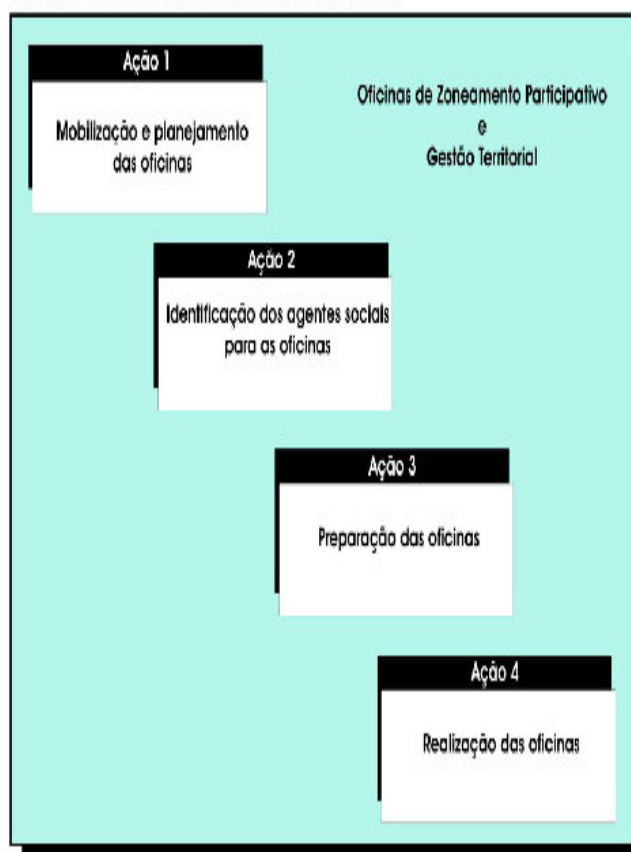 Ação 1
Mobilização e planejamento
das oficinas
Oficinas de Zoneamento Participativo
e
Gestão Territorial
Ação 2
Identificação dos agentes sociais
para as oficinas
Ação 3
Preparação das oficinas
Ação 4
Realização das oficinas